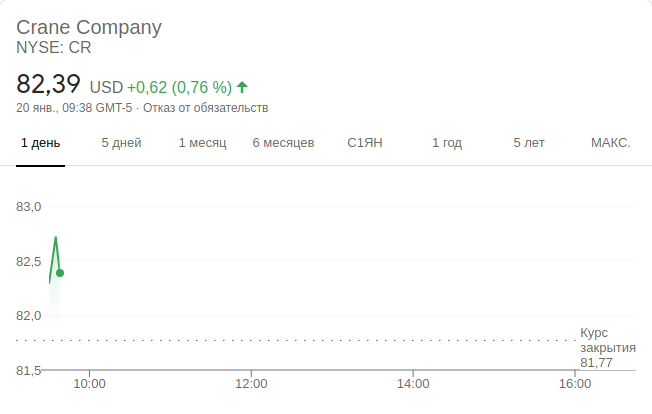 Crane Company
NYSE: CR
82,39 USD +0,62 (0,76 %)
20 янв., 09:38 GMT-5 · Отказ от обязательств
1 день 5 дней 1 месяц 6 месяцев С1ЯН 1 год 5 лет МАКС.
83,0
82,5
82,0
Курс
закрытия
81,77
81,5
10:00 12:00 14:00 16:00